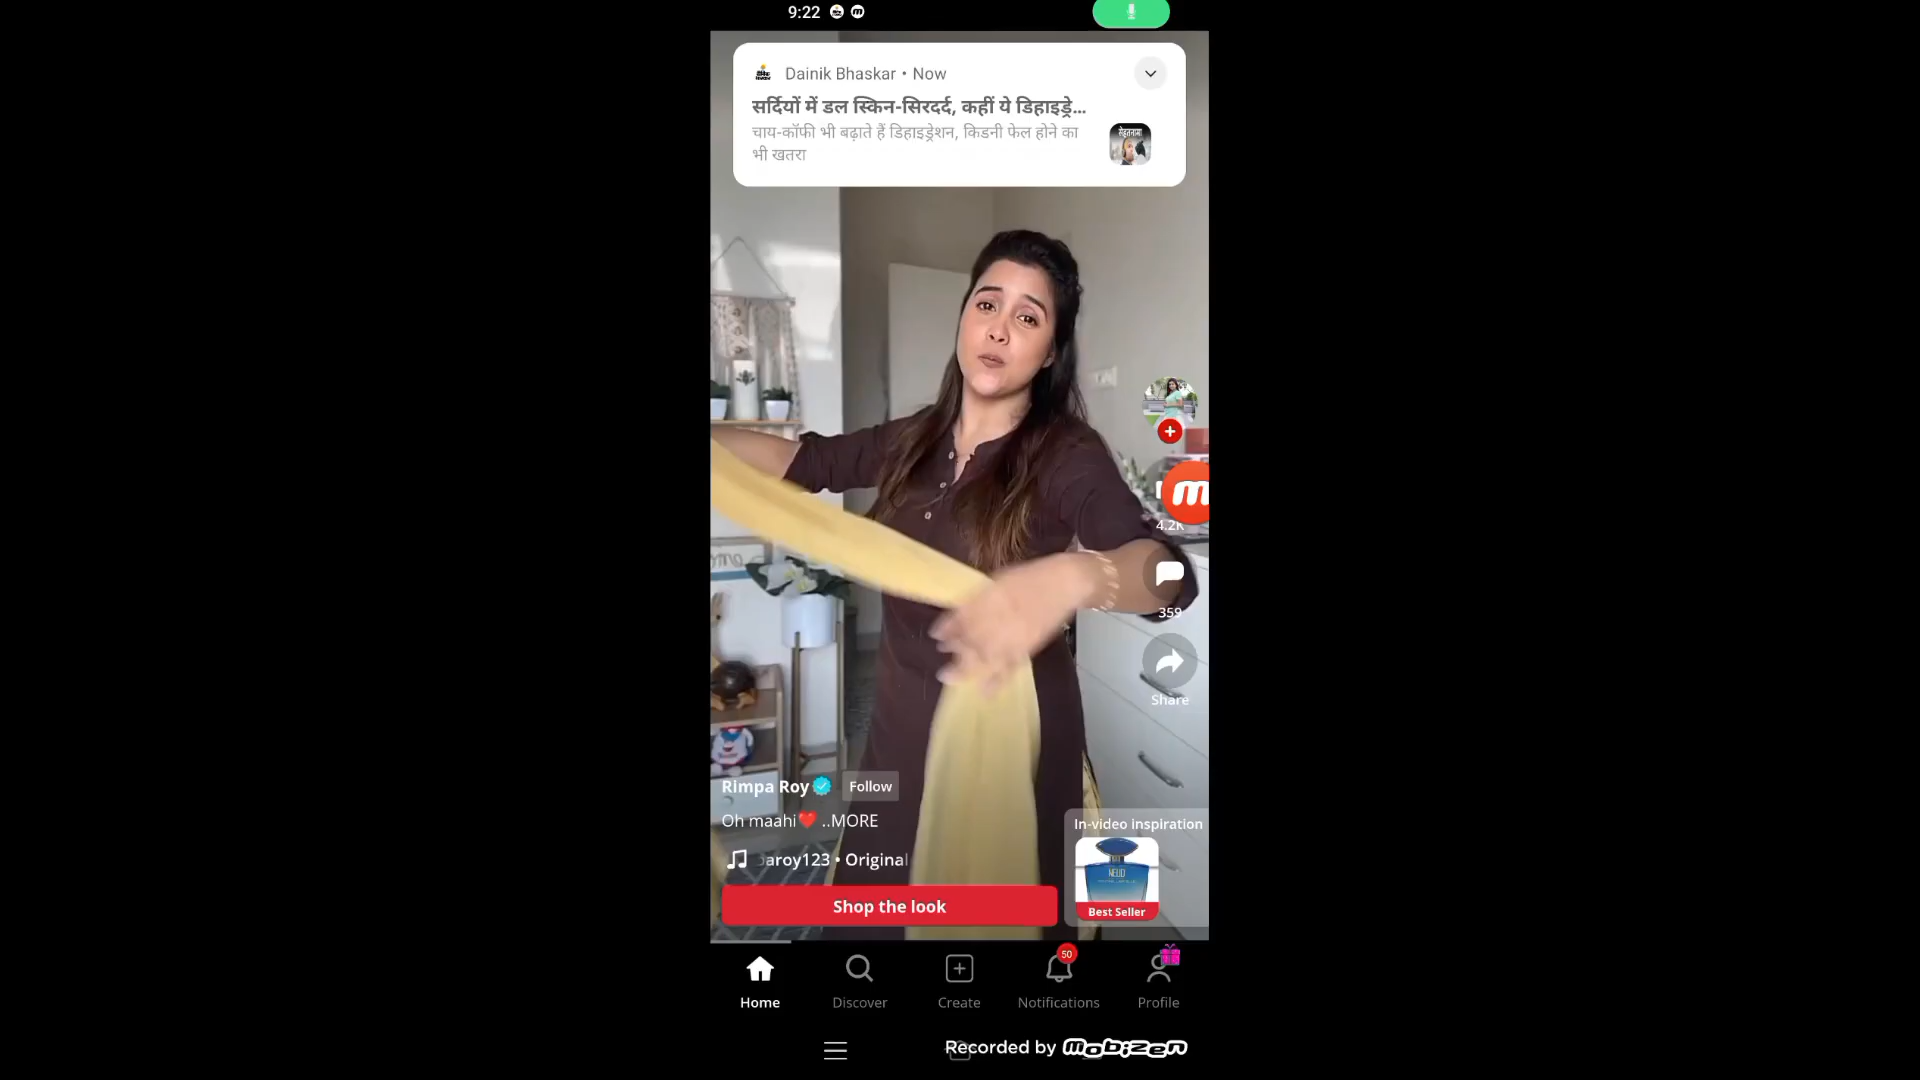 9:22
Dainik Bhaskar • Now
सर्दियों में डल स्किन-सिरदर्द, कहीं ये डिहाइड्रे...
चाय-कॉफी भी बढ़ाते हैं डिहाइड्रेशन, किडनी फेल होने का
भी खतरा
सेहतनामा
4.2K
359
Share
Rimpa Roy Follow
Oh maahi❤️ ..MORE
aroy123 • Original
In-video inspiration
NEUD
Best Seller
Shop the look
50
Home Discover Create Notifications Profile
Recorded by mobizen